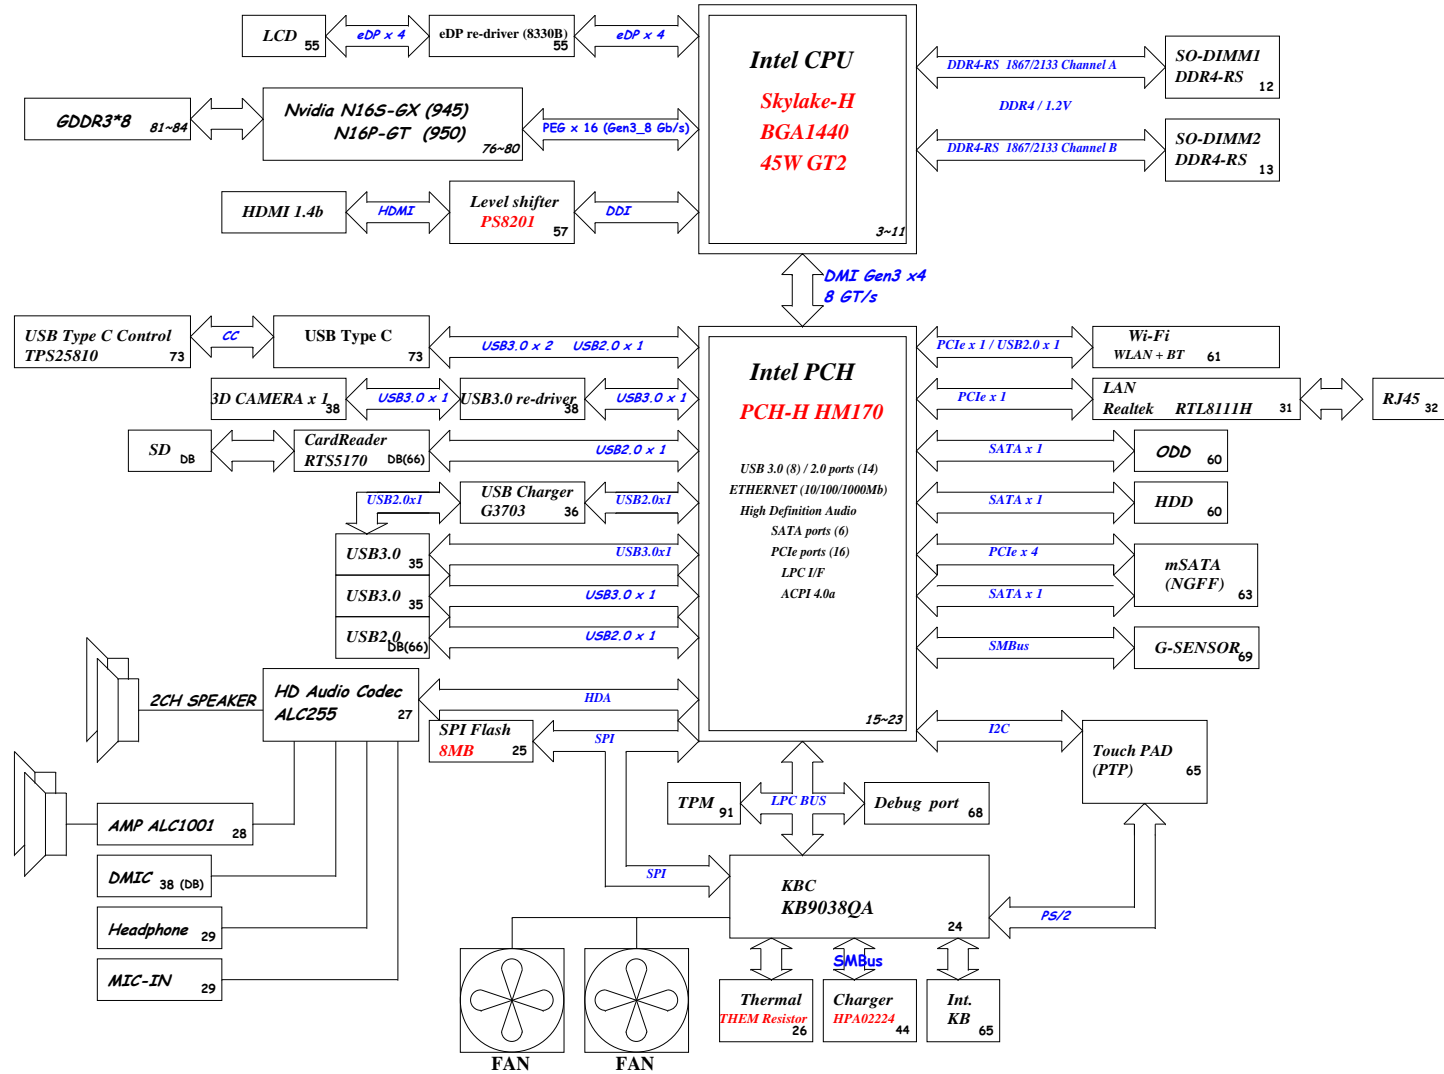 LCD
55
eDP x 4
eDP re-driver (8330B)
55
eDP x 4
Intel CPU
Skylake-H
BGA1440
45W GT2
3~11
DDR4-RS 1867/2133 Channel A
SO-DIMM1
DDR4-RS
12
DDR4 / 1.2V
DDR4-RS 1867/2133 Channel B
SO-DIMM2
DDR4-RS
13
GDDR3*8
81~84
Nvidia N16S-GX (945)
N16P-GT (950)
76~80
PEG x 16 (Gen3_8 Gb/s)
HDMI 1.4b
HDMI
Level shifter
PS8201
57
DDI
DMI Gen3 x4
8 GT/s
USB Type C Control
TPS25810
73
CC
USB Type C
73
USB3.0 x 2 USB2.0 x 1
Intel PCH
PCH-H HM170
USB 3.0 (8) / 2.0 ports (14)
ETHERNET (10/100/1000Mb)
High Definition Audio
SATA ports (6)
PCIe ports (16)
LPC I/F
ACPI 4.0a
15~23
PCIe x 1 / USB2.0 x 1
Wi-Fi
WLAN + BT
61
3D CAMERA x 1
38
USB3.0 x 1
USB3.0 re-driver
38
USB3.0 x 1
PCIe x 1
LAN
Realtek RTL8111H
31
RJ45
32
SD
DB
CardReader
RTS5170
DB(66)
USB2.0 x 1
SATA x 1
ODD
60
USB2.0x1
USB Charger
G3703
36
USB2.0x1
SATA x 1
HDD
60
USB3.0
35
USB3.0x1
PCIe x 4
mSATA
(NGFF)
63
USB3.0
35
USB3.0 x 1
SATA x 1
USB2.0
DB(66)
USB2.0 x 1
SMBus
G-SENSOR
69
2CH SPEAKER
HD Audio Codec
ALC255
27
HDA
SPI Flash
8MB
25
SPI
I2C
Touch PAD
(PTP)
65
TPM
91
LPC BUS
Debug port
68
AMP ALC1001
28
DMIC
38 (DB)
SPI
KBC
KB9038QA
24
PS/2
Headphone
29
MIC-IN
29
SMBus
Thermal
THEM Resistor
26
Charger
HPA02224
44
Int.
KB
65
FAN
FAN